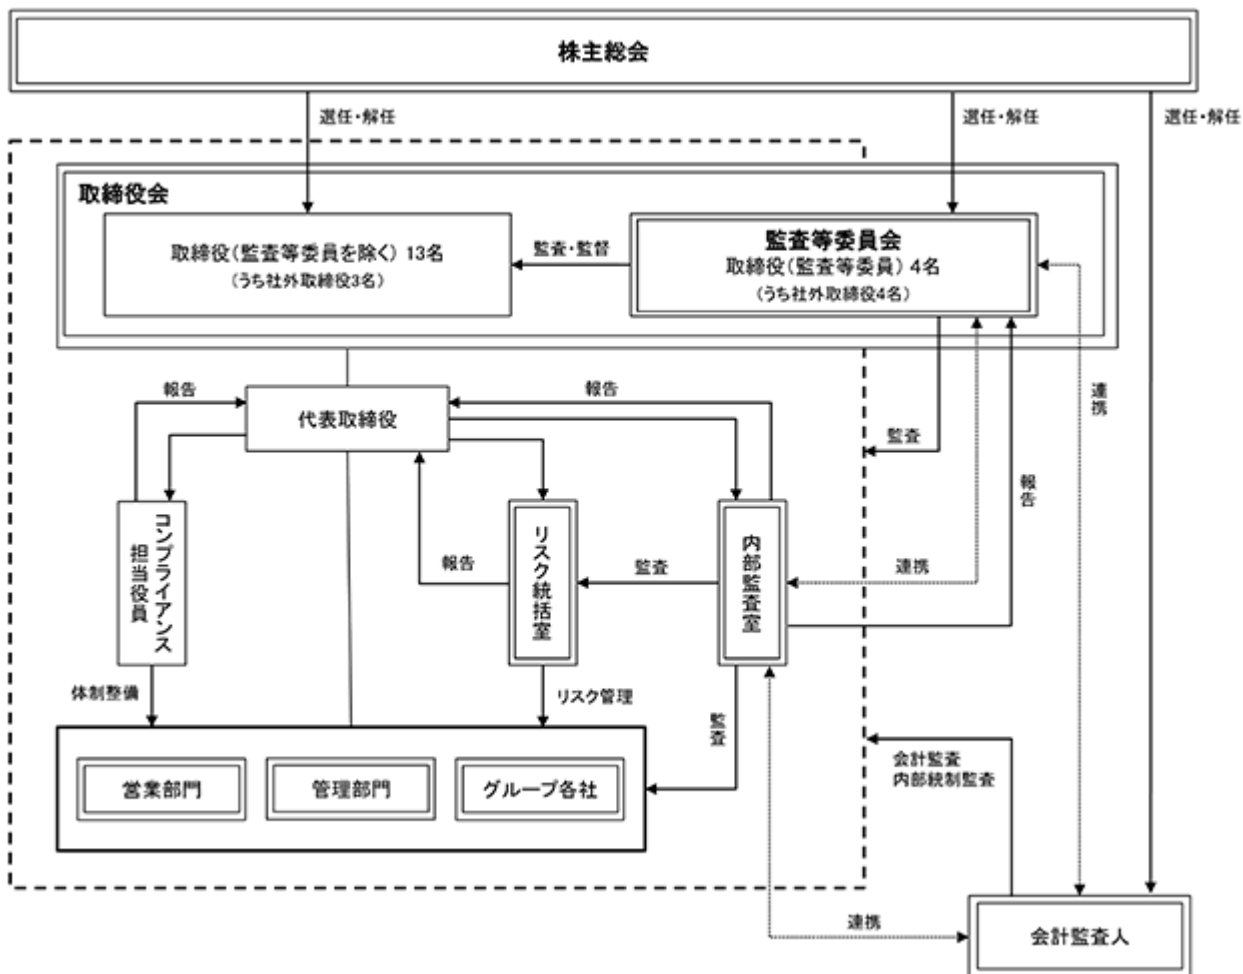 株主総会
選任・解任
選任・解任
選任・解任
取締役会
取締役(監査等委員を除く) 13名
(うち社外取締役3名)
監査・監督
監査等委員会
取締役(監査等委員) 4名
(うち社外取締役4名)
報告
代表取締役
報告
監査
連携
報告
コンプライアンス
担当役員
報告
リスク統括室
監査
内部監査室
連携
体制整備
リスク管理
監査
営業部門
管理部門
グループ各社
会計監査
内部統制監査
連携
会計監査人